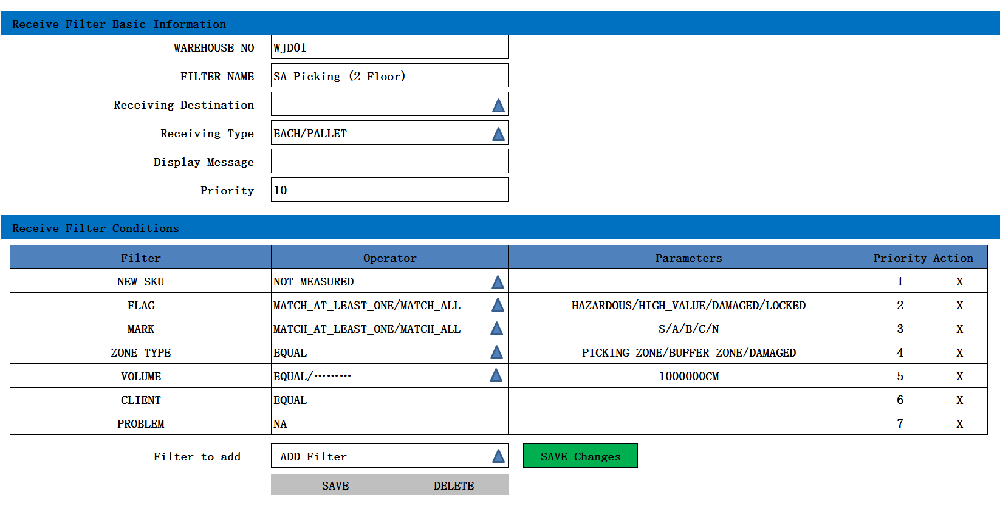 Receive Filter Basic Information
WAREHOUSE_NO WJD01
FILTER NAME SA Picking (2 Floor)
Receiving Destination
Receiving Type EACH/PALLET
Display Message
Priority 10
Receive Filter Conditions
Filter Operator Parameters Priority Action
NEW_SKU NOT_MEASURED 1 X
FLAG MATCH_AT_LEAST_ONE/MATCH_ALL HAZARDOUS/HIGH_VALUE/DAMAGED/LOCKED 2 X
MARK MATCH_AT_LEAST_ONE/MATCH_ALL S/A/B/C/N 3 X
ZONE_TYPE EQUAL PICKING_ZONE/BUFFER_ZONE/DAMAGED 4 X
VOLUME EQUAL/……… 1000000CM 5 X
CLIENT EQUAL 6 X
PROBLEM NA 7 X
Filter to add ADD Filter SAVE Changes
SAVE DELETE